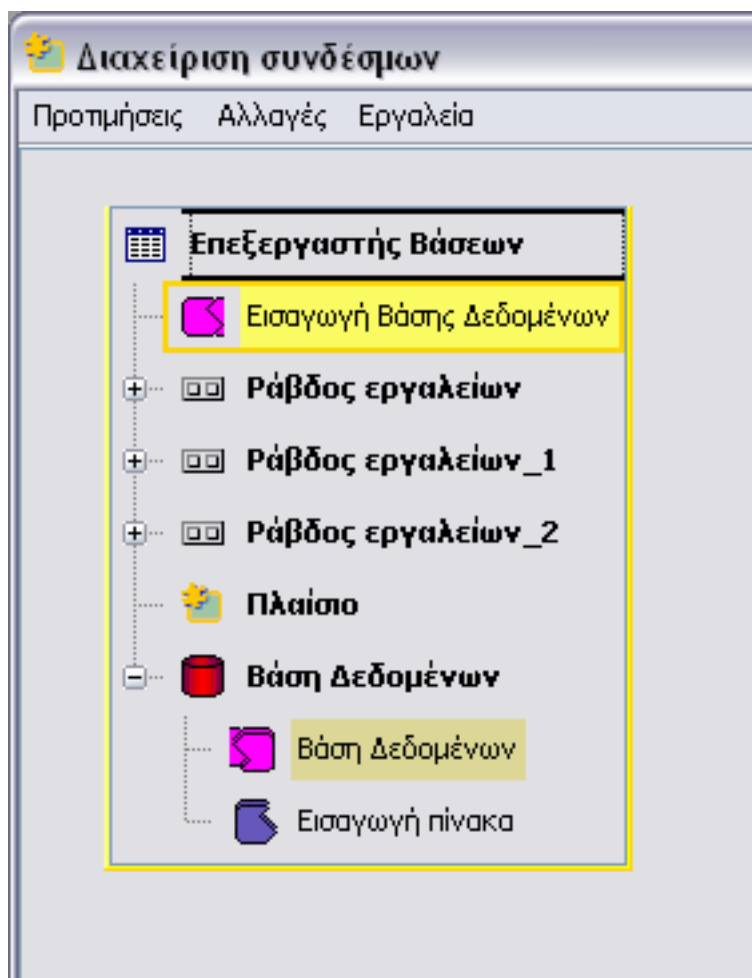 Διαχείριση συνδέσμων
Προτιμήσεις Αλλαγές Εργαλεία
Επεξεργαστής Βάσεων
Εισαγωγή Βάσης Δεδομένων
Ράβδος εργαλείων
Ράβδος εργαλείων_1
Ράβδος εργαλείων_2
Πλαίσιο
Βάση Δεδομένων
Βάση Δεδομένων
Εισαγωγή πίνακα